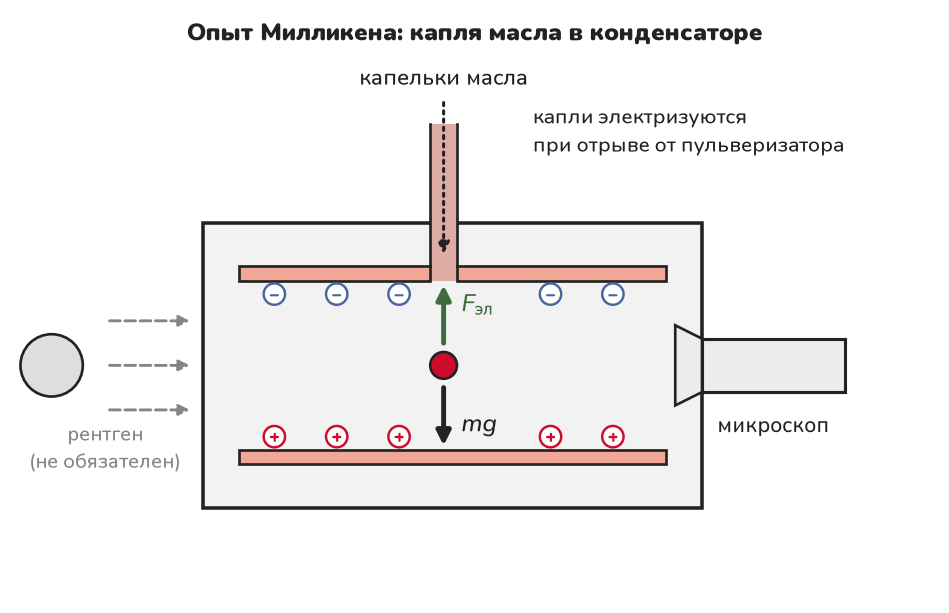 Опыт Милликена: капля масла в конденсаторе
капельки масла
капли электризуются
при отрыве от пульверизатора
− − − − −
Fэл
рентген
(не обязателен)
mg
микроскоп
+ + + + +